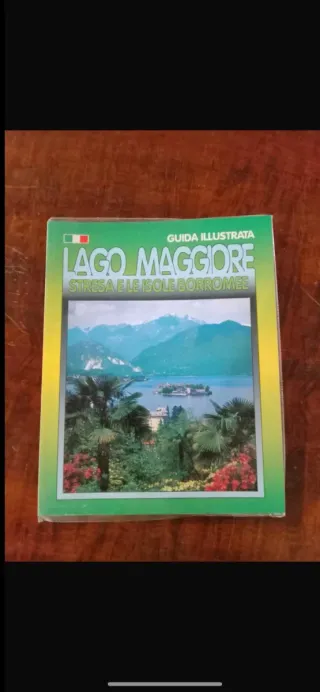 GUIDA ILLUSTRATA
LAGO MAGGIORE
STRESA E LE ISOLE BORROMEE